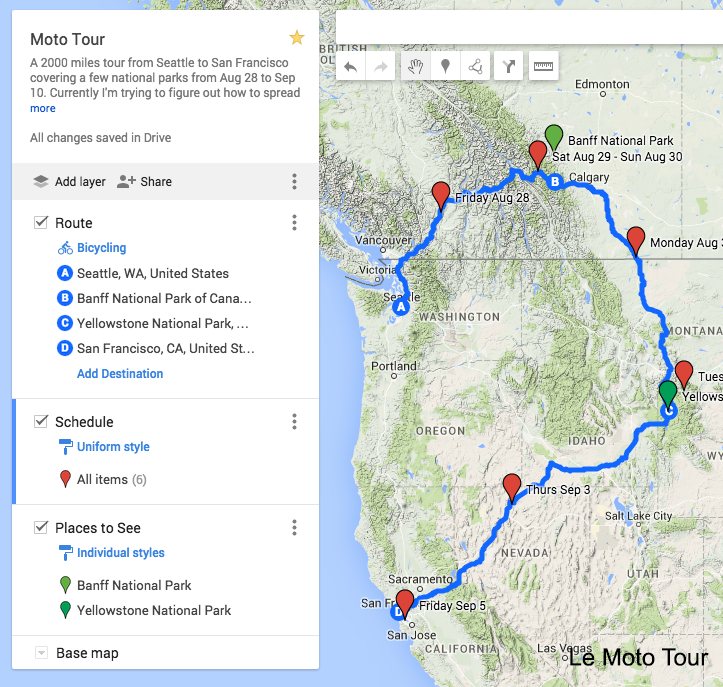 Moto Tour
A 2000 miles tour from Seattle to San Francisco
covering a few national parks from Aug 28 to Sep
10. Currently I'm trying to figure out how to spread
more
All changes saved in Drive
Add layer
Share
Route
Bicycling
A Seattle, WA, United States
B Banff National Park of Cana...
C Yellowstone National Park, ...
D San Francisco, CA, United St...
Add Destination
Schedule
Uniform style
All items (6)
Places to See
Individual styles
Banff National Park
Yellowstone National Park
Base map
BRITISH
Edmonton
Banff National Park
Sat Aug 29 - Sun Aug 30
B
Calgary
Friday Aug 28
Vancouver
Monday Aug 3
Victoria
Seattle
A
WASHINGTON
MONTANA
Portland
Tues
Yellows
C
OREGON
IDAHO
WY
Thurs Sep 3
Salt Lake City
NEVADA
UTAH
Sacramento
San Fr
D
Friday Sep 5
San Jose
CALIFORNIA
Las Vegas
Le Moto Tour